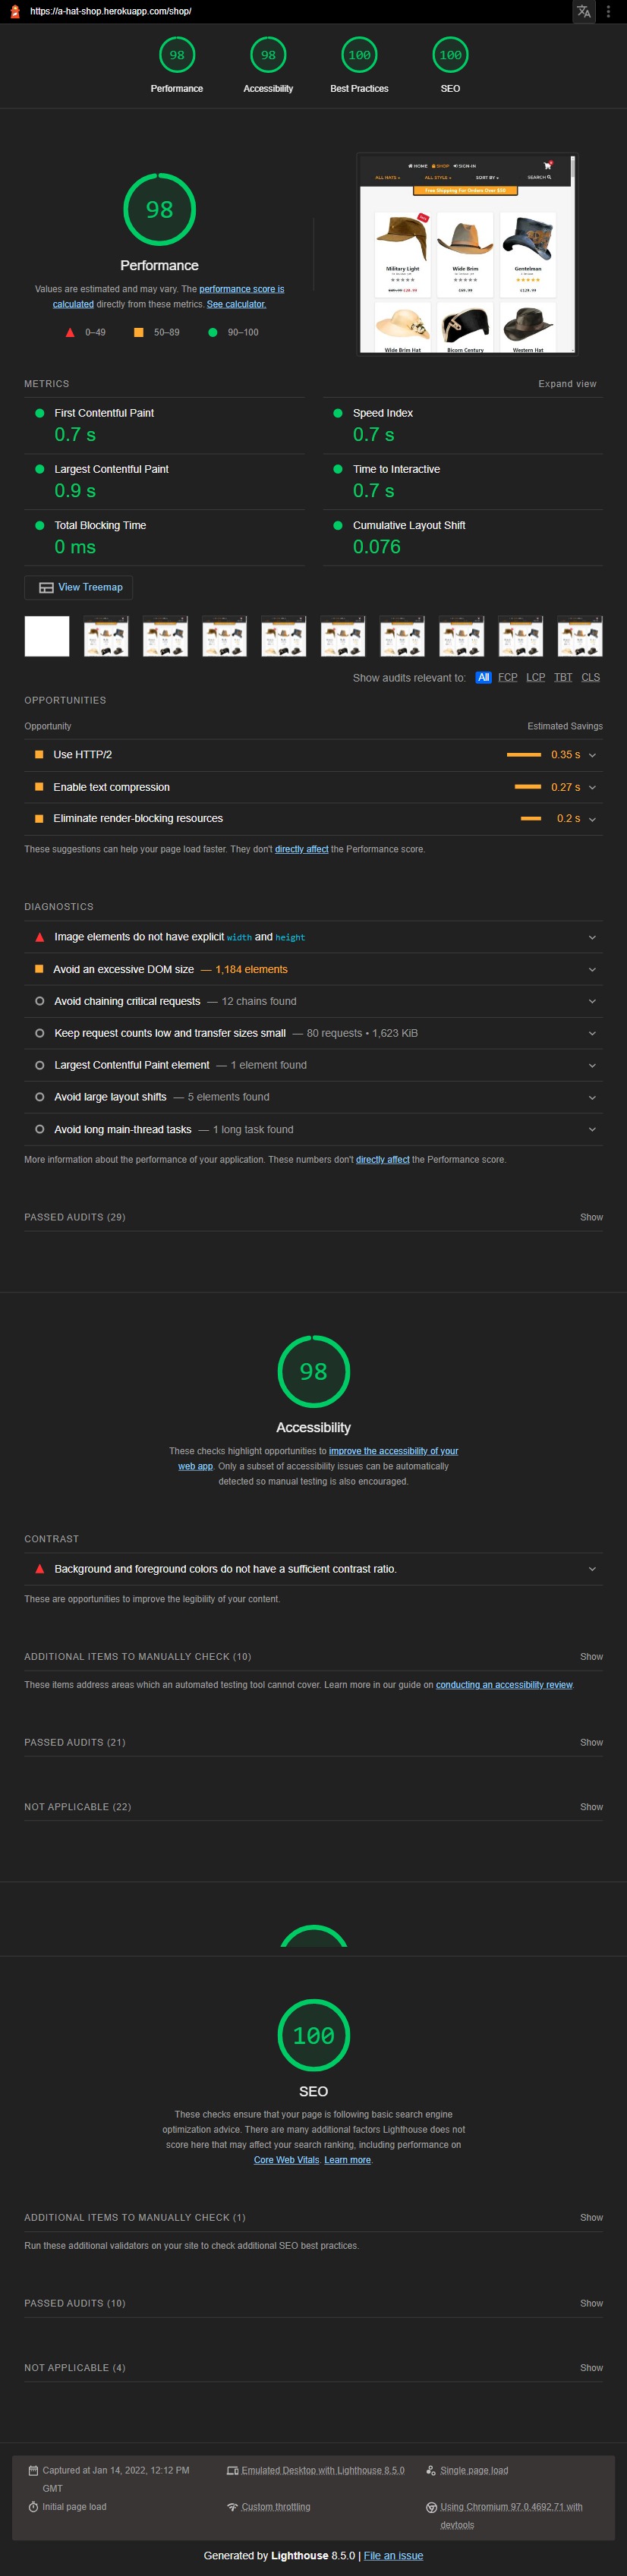 https://a-hat-shop.herokuapp.com/shop/
98 98 100 100
Performance Accessibility Best Practices SEO
98
Performance
Values are estimated and may vary. The performance score is
calculated directly from these metrics. See calculator.
0–49 50–89 90–100
HOME SHOP SIGN-IN
ALL HATS ALL STYLE SORT BY SEARCH
Free Shipping For Orders Over $50
Military Light Wide Brim Gentelman
Wide Brim Hat Bicorn Century Western Hat
METRICS Expand view
First Contentful Paint Speed Index
0.7 s 0.7 s
Largest Contentful Paint Time to Interactive
0.9 s 0.7 s
Total Blocking Time Cumulative Layout Shift
0 ms 0.076
View Treemap
Show audits relevant to: All FCP LCP TBT CLS
OPPORTUNITIES
Opportunity Estimated Savings
Use HTTP/2 0.35 s
Enable text compression 0.27 s
Eliminate render-blocking resources 0.2 s
These suggestions can help your page load faster. They don't directly affect the Performance score.
DIAGNOSTICS
Image elements do not have explicit width and height
Avoid an excessive DOM size — 1,184 elements
Avoid chaining critical requests — 12 chains found
Keep request counts low and transfer sizes small — 80 requests • 1,623 KiB
Largest Contentful Paint element — 1 element found
Avoid large layout shifts — 5 elements found
Avoid long main-thread tasks — 1 long task found
More information about the performance of your application. These numbers don't directly affect the Performance score.
PASSED AUDITS (29) Show
98
Accessibility
These checks highlight opportunities to improve the accessibility of your
web app. Only a subset of accessibility issues can be automatically
detected so manual testing is also encouraged.
CONTRAST
Background and foreground colors do not have a sufficient contrast ratio.
These are opportunities to improve the legibility of your content.
ADDITIONAL ITEMS TO MANUALLY CHECK (10) Show
These items address areas which an automated testing tool cannot cover. Learn more in our guide on conducting an accessibility review.
PASSED AUDITS (21) Show
NOT APPLICABLE (22) Show
100
SEO
These checks ensure that your page is following basic search engine
optimization advice. There are many additional factors Lighthouse does not
score here that may affect your search ranking, including performance on
Core Web Vitals. Learn more.
ADDITIONAL ITEMS TO MANUALLY CHECK (1) Show
Run these additional validators on your site to check additional SEO best practices.
PASSED AUDITS (10) Show
NOT APPLICABLE (4) Show
Captured at Jan 14, 2022, 12:12 PM Emulated Desktop with Lighthouse 8.5.0 Single page load
GMT
Initial page load Custom throttling Using Chromium 97.0.4692.71 with
devtools
Generated by Lighthouse 8.5.0 | File an issue